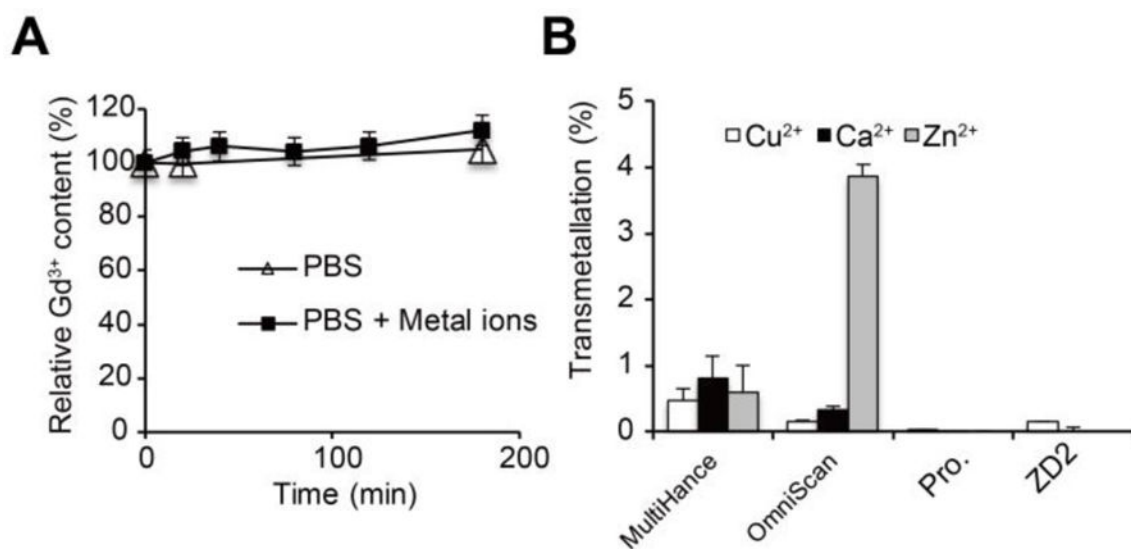 A
Relative Gd³⁺ content (%)
120
100
80
60
40
20
0
PBS
PBS + Metal ions
0
100
200
Time (min)
B
Transmetallation (%)
5
4
3
2
1
0
Cu²⁺ Ca²⁺ Zn²⁺
MultiHance
OmniScan
Pro.
ZD2